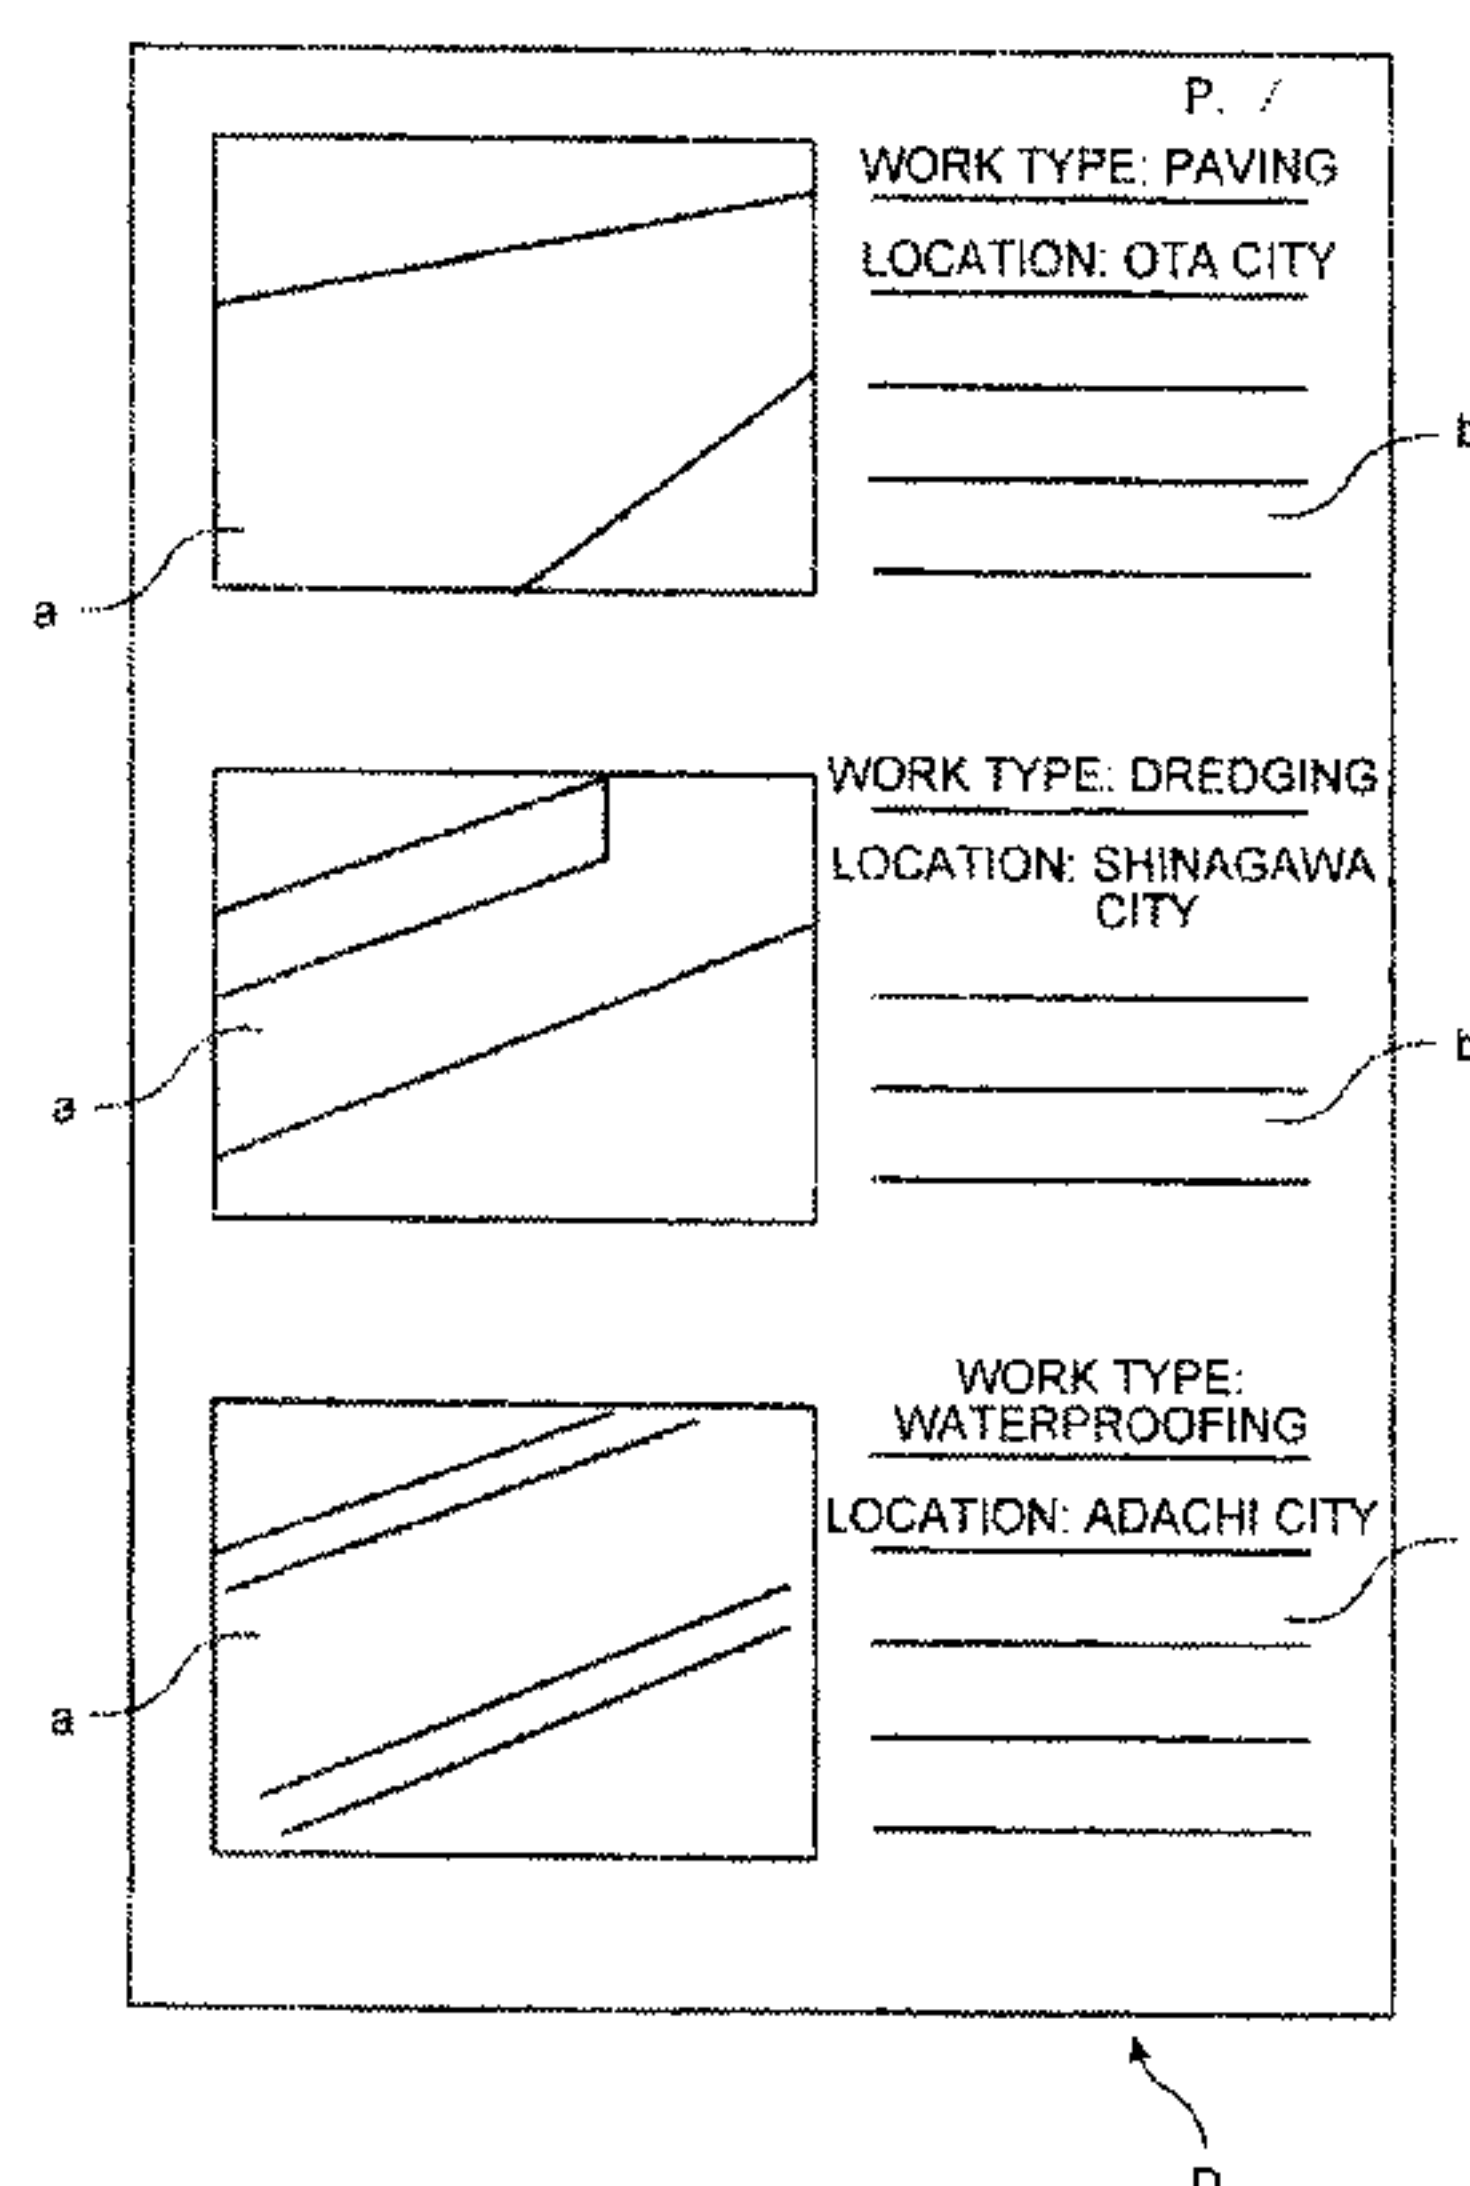 P. /
WORK TYPE: PAVING
LOCATION: OTA CITY
b
a
WORK TYPE: DREDGING
LOCATION: SHINAGAWA
CITY
b
a
WORK TYPE:
WATERPROOFING
LOCATION: ADACHI CITY
a